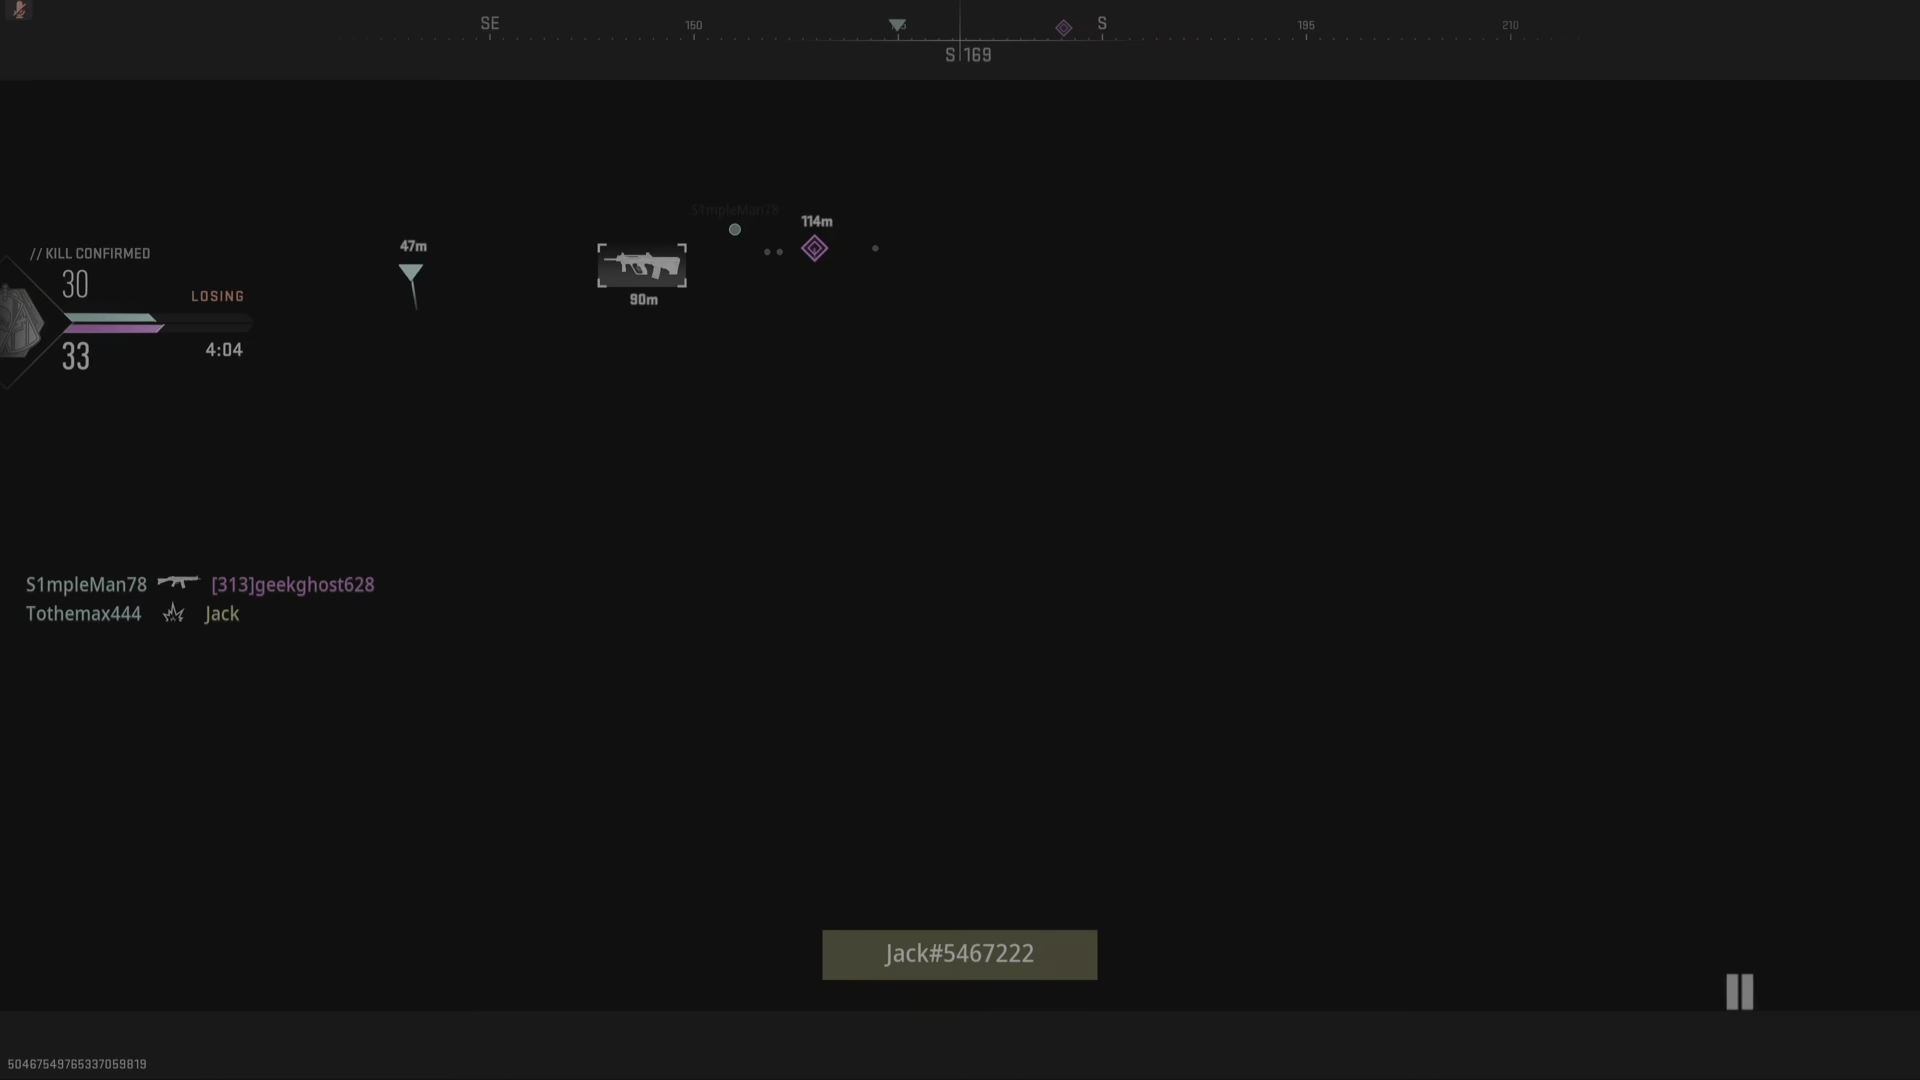 SE 150 S 195 210
S 169
S1mpleMan78
114m
47m
90m
// KILL CONFIRMED
30
LOSING
33
4:04
S1mpleMan78 [313]geekghost628
Tothemax444 Jack
Jack#5467222
50467549765337059819